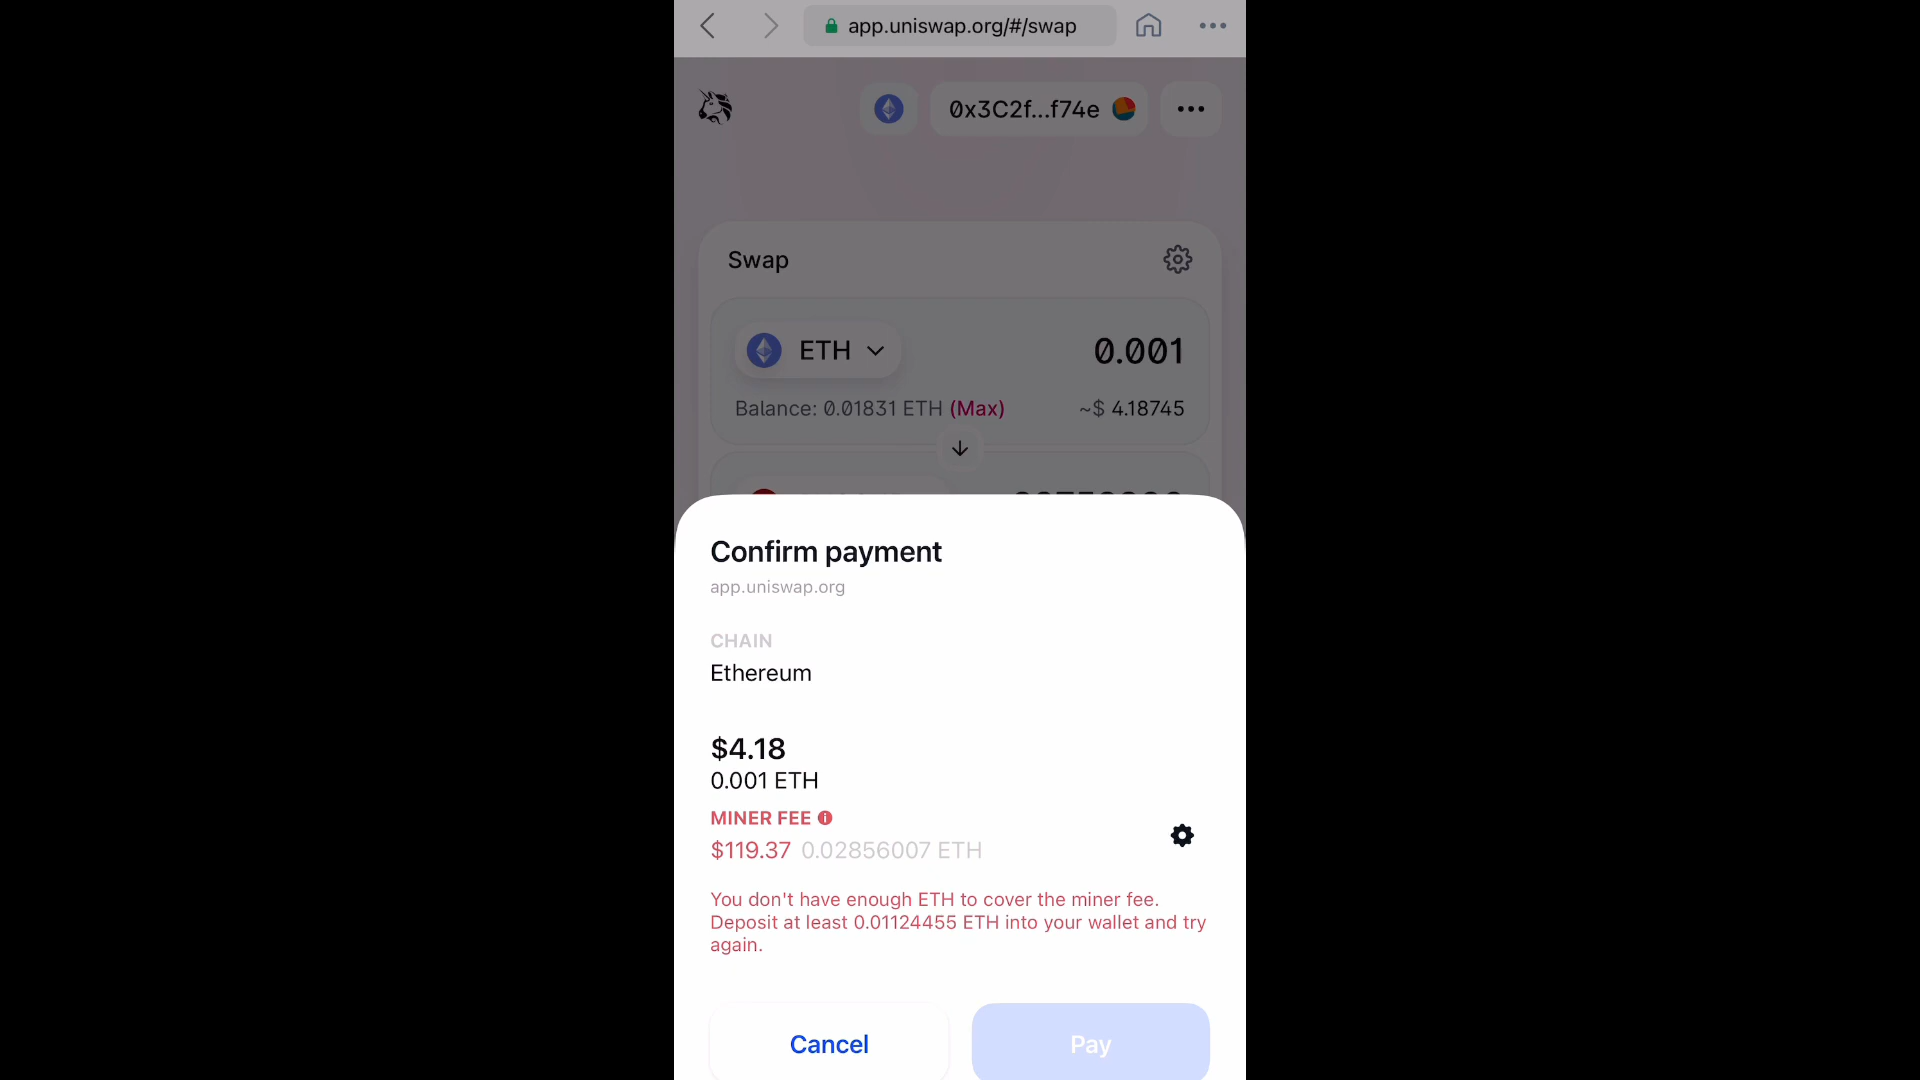 app.uniswap.org/#/swap
0x3C2f...f74e
Swap
ETH
0.001
Balance: 0.01831 ETH (Max)
~$ 4.18745
Confirm payment
app.uniswap.org
CHAIN
Ethereum
$4.18
0.001 ETH
MINER FEE
$119.37 0.02856007 ETH
You don't have enough ETH to cover the miner fee.
Deposit at least 0.01124455 ETH into your wallet and try
again.
Cancel
Pay